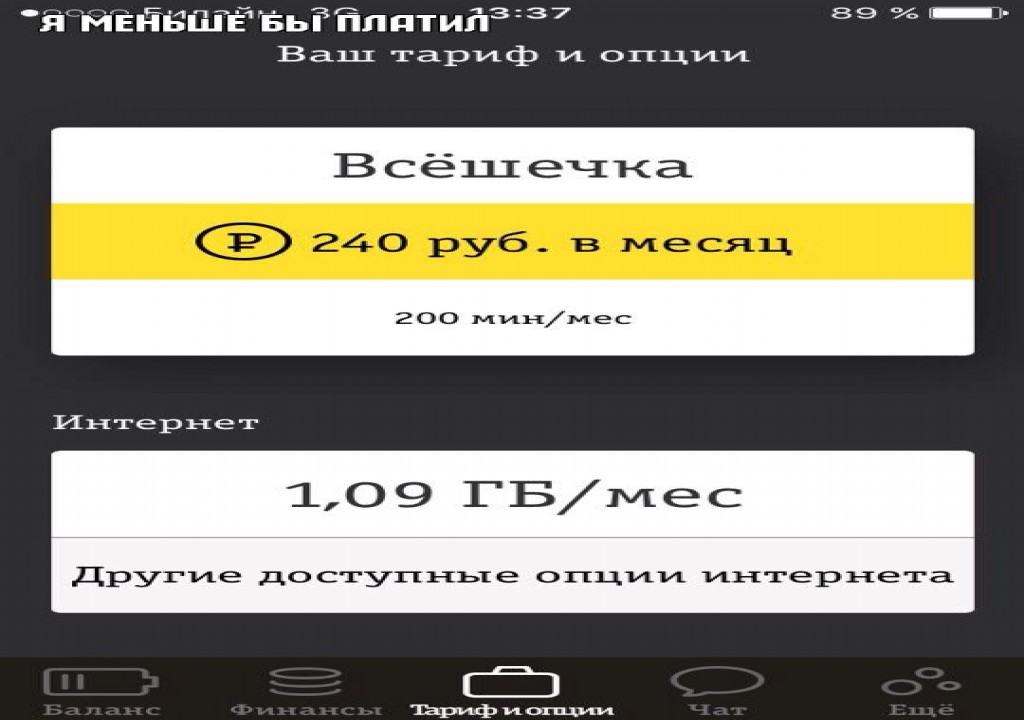 Билайн 3G 13:37 89 %
Я МЕНЬШЕ БЫ ПЛАТИЛ
Ваш тариф и опции
Всёшечка
₽ 240 руб. в месяц
200 мин/мес
Интернет
1,09 ГБ/мес
Другие доступные опции интернета
Баланс Финансы Тариф и опции Чат Ещё